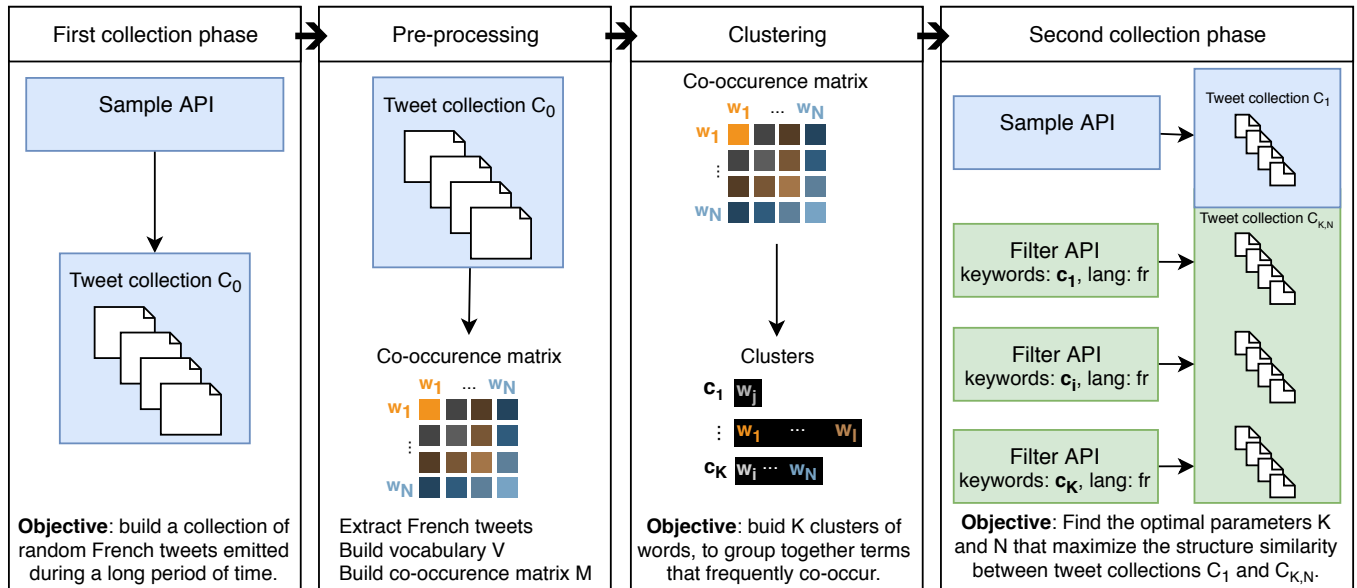 First collection phase
Sample API
Tweet collection C0
Objective: build a collection of
random French tweets emitted
during a long period of time.
Pre-processing
Tweet collection C0
Co-occurence matrix
w1 ... wN
w1
...
wN
Extract French tweets
Build vocabulary V
Build co-occurence matrix M
Clustering
Co-occurence matrix
w1 ... wN
w1
...
wN
Clusters
c1 wj
... w1 ... wl
cK wi ... wN
Objective: buid K clusters of
words, to group together terms
that frequently co-occur.
Second collection phase
Sample API
Tweet collection C1
Tweet collection CK,N
Filter API
keywords: c1, lang: fr
Filter API
keywords: ci, lang: fr
Filter API
keywords: cK, lang: fr
Objective: Find the optimal parameters K
and N that maximize the structure similarity
between tweet collections C1 and CK,N.